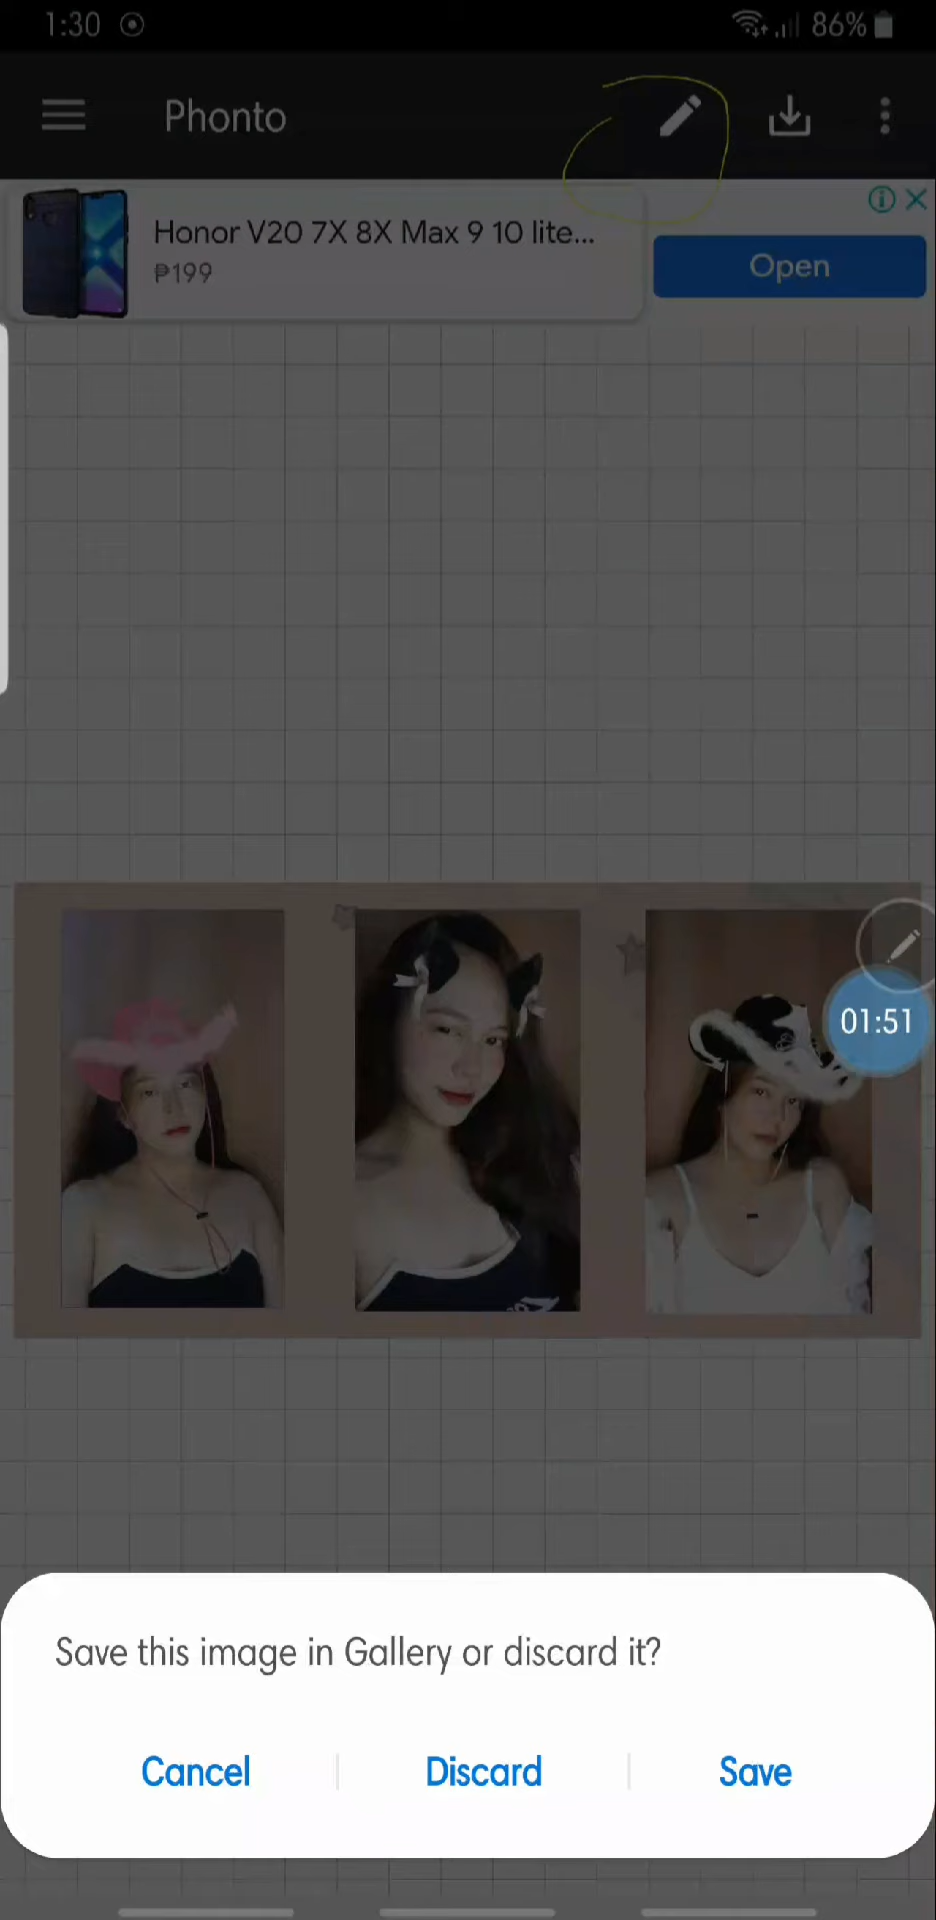 1:30
86%
Phonto
Honor V20 7X 8X Max 9 10 lite...
₱199
Open
01:51
Save this image in Gallery or discard it?
Cancel
Discard
Save